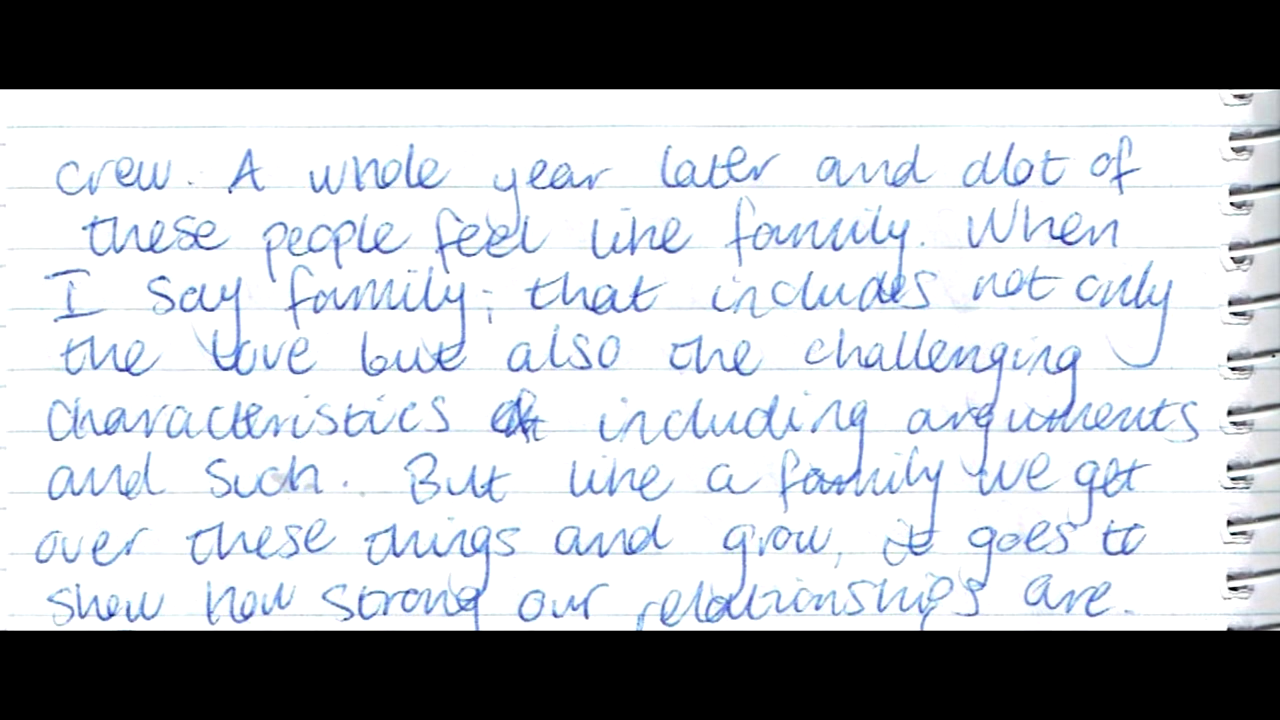 crew. A whole year later and alot of
these people feel like family. When
I say family; that includes not only
the love but also the challenging
characteristics including arguments
and such. But like a family we get
over these things and grow, it goes to
show how strong our relationships are.